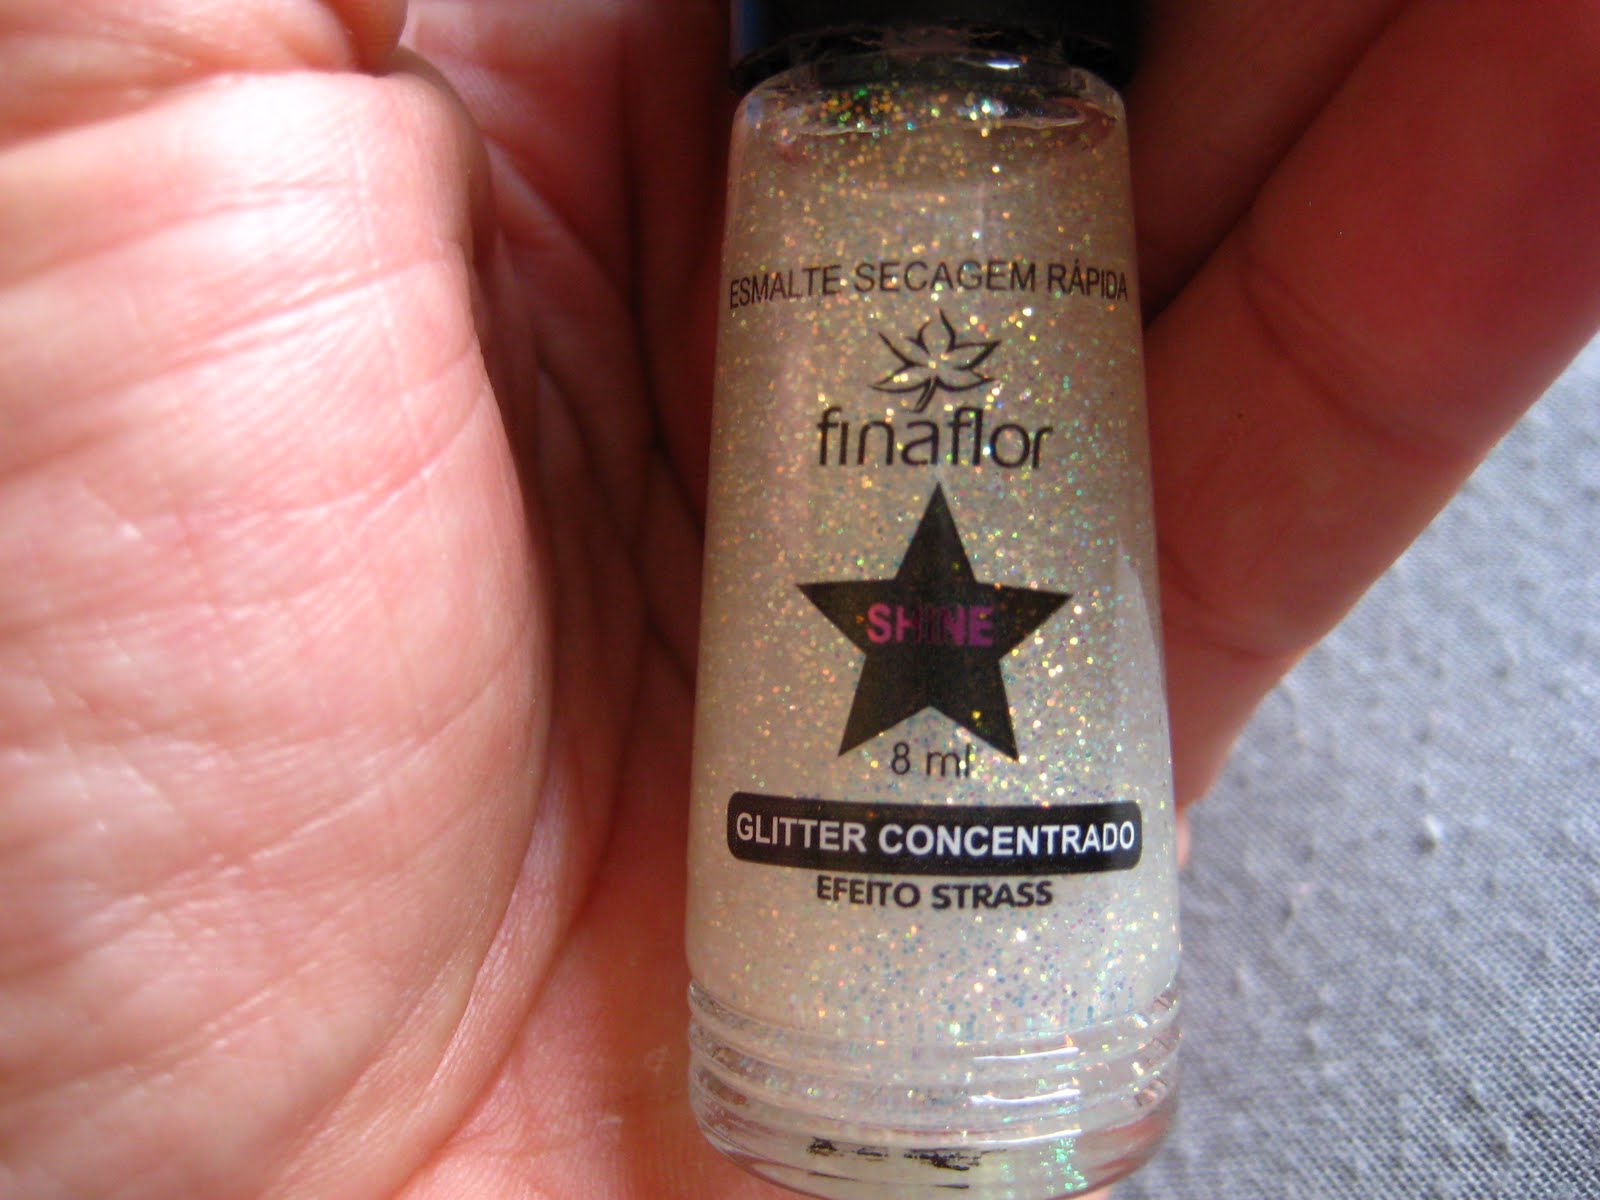 ESMALTE SECAGEM RÁPIDA
finaflor
SHINE
8 ml
GLITTER CONCENTRADO
EFEITO STRASS